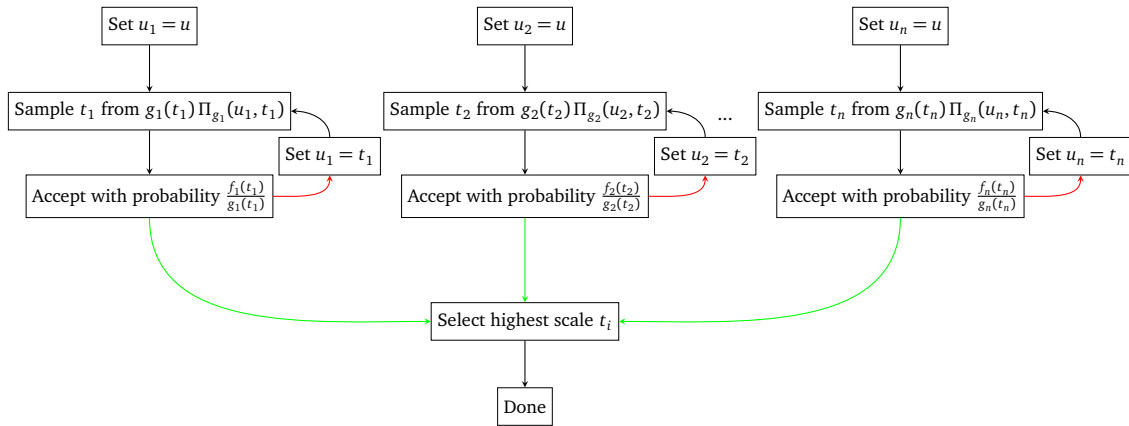 Set u₁ = u
Set u₂ = u
Set uₙ = u
Sample t₁ from g₁(t₁) Π_{g₁}(u₁, t₁)
Sample t₂ from g₂(t₂) Π_{g₂}(u₂, t₂)
...
Sample tₙ from gₙ(tₙ) Π_{gₙ}(uₙ, tₙ)
Set u₁ = t₁
Set u₂ = t₂
Set uₙ = tₙ
Accept with probability f₁(t₁)/g₁(t₁)
Accept with probability f₂(t₂)/g₂(t₂)
Accept with probability fₙ(tₙ)/gₙ(tₙ)
Select highest scale tᵢ
Done